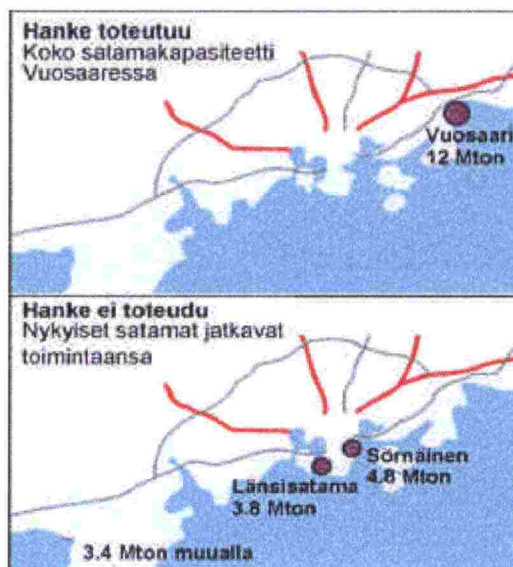 Hanke toteutuu
Koko satamakapasiteetti
Vuosaaressa
Vuosaari
12 Mton
Hanke ei toteudu
Nykyiset satamat jatkavat
toimintaansa
Sörnäinen
4.8 Mton
Länsisatama
3.8 Mton
3.4 Mton muualla